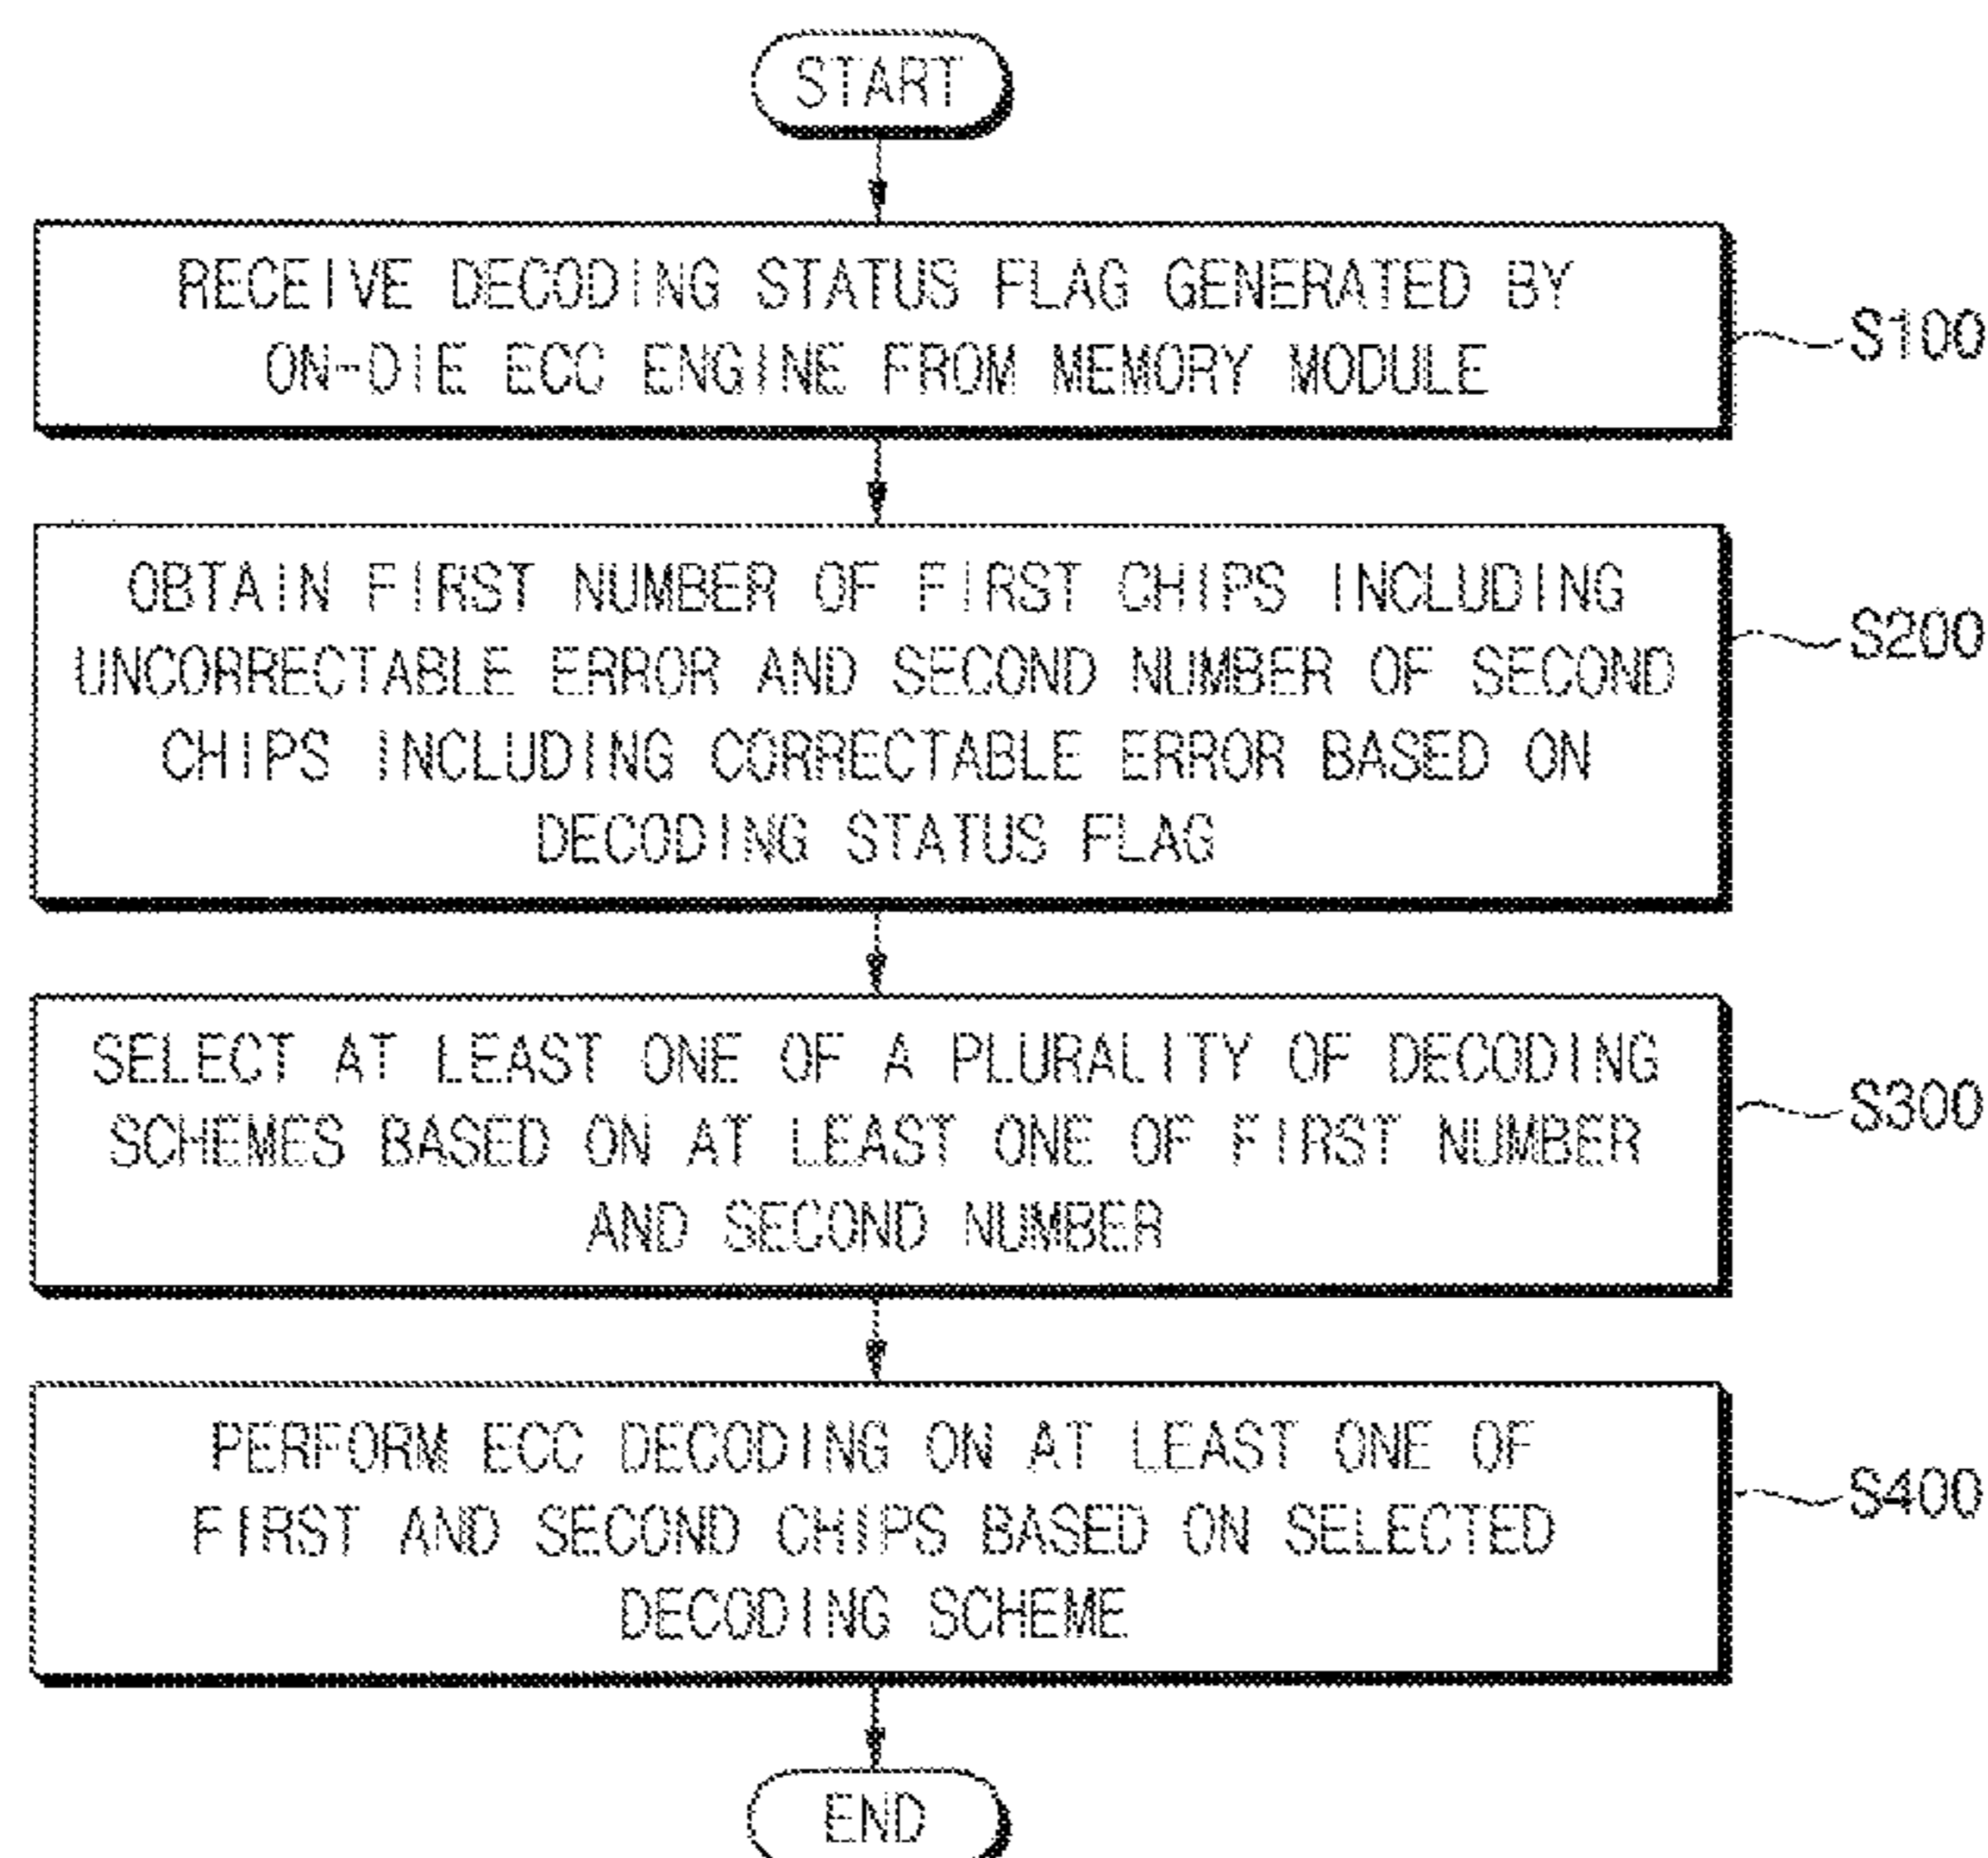 START
RECEIVE DECODING STATUS FLAG GENERATED BY
ON-DIE ECC ENGINE FROM MEMORY MODULE
S100
OBTAIN FIRST NUMBER OF FIRST CHIPS INCLUDING
UNCORRECTABLE ERROR AND SECOND NUMBER OF SECOND
CHIPS INCLUDING CORRECTABLE ERROR BASED ON
DECODING STATUS FLAG
S200
SELECT AT LEAST ONE OF A PLURALITY OF DECODING
SCHEMES BASED ON AT LEAST ONE OF FIRST NUMBER
AND SECOND NUMBER
S300
PERFORM ECC DECODING ON AT LEAST ONE OF
FIRST AND SECOND CHIPS BASED ON SELECTED
DECODING SCHEME
S400
END